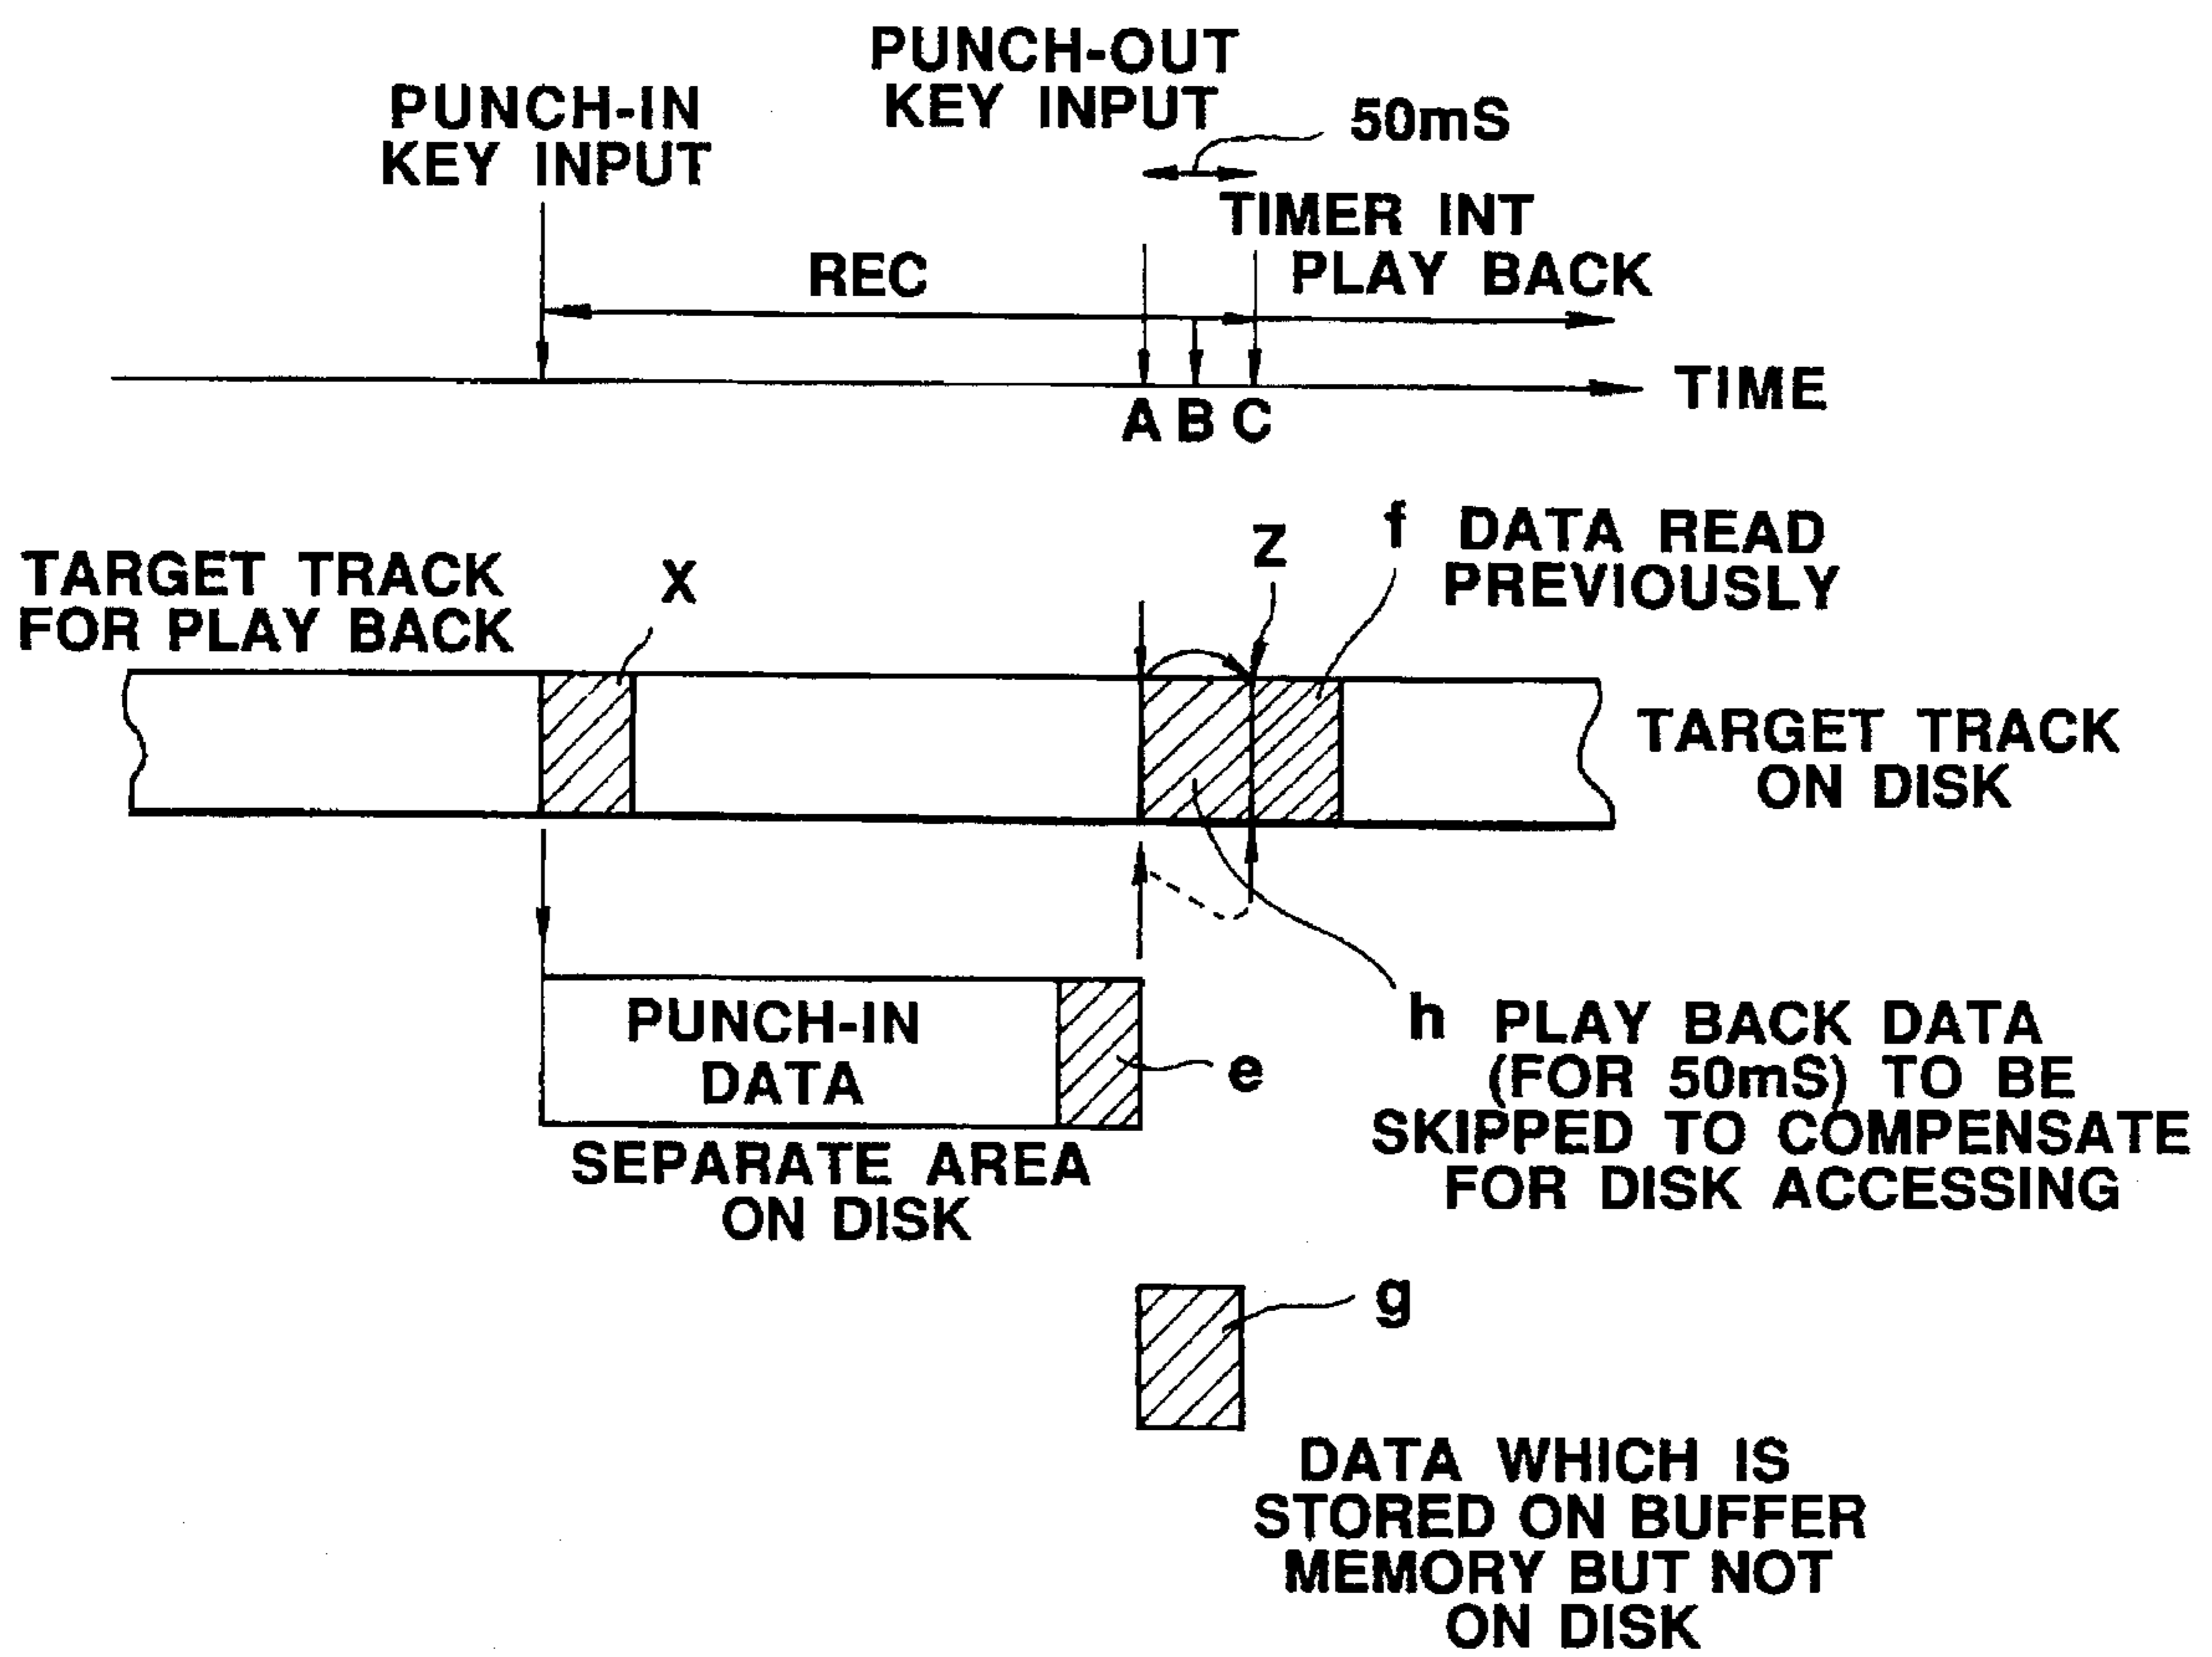 PUNCH-OUT
KEY INPUT
PUNCH-IN
KEY INPUT
50mS
TIMER INT
REC
PLAY BACK
TIME
A B C
TARGET TRACK
FOR PLAY BACK
X
Z
f DATA READ
PREVIOUSLY
TARGET TRACK
ON DISK
PUNCH-IN
DATA
e
SEPARATE AREA
ON DISK
h PLAY BACK DATA
(FOR 50mS) TO BE
SKIPPED TO COMPENSATE
FOR DISK ACCESSING
g
DATA WHICH IS
STORED ON BUFFER
MEMORY BUT NOT
ON DISK